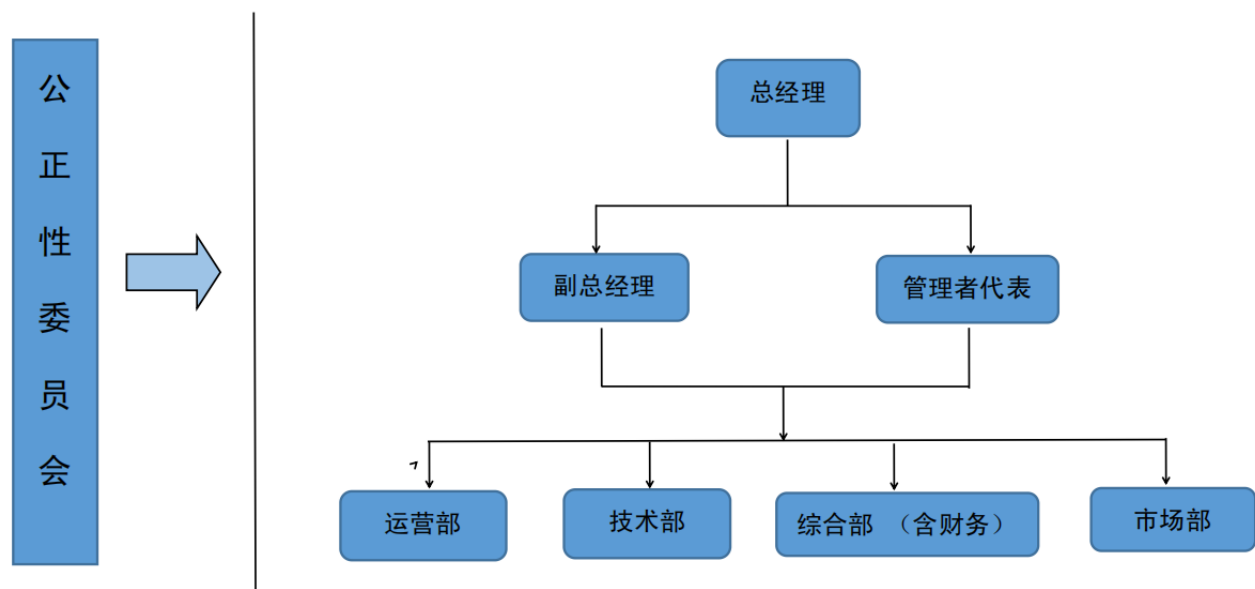 公正性委员会
总经理
副总经理
管理者代表
运营部
技术部
综合部 （含财务）
市场部